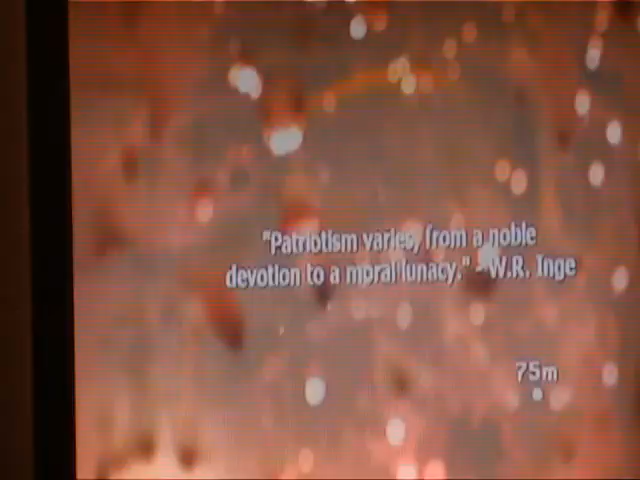 "Patriotism varies, from a noble
devotion to a moral lunacy." - W.R. Inge
75m